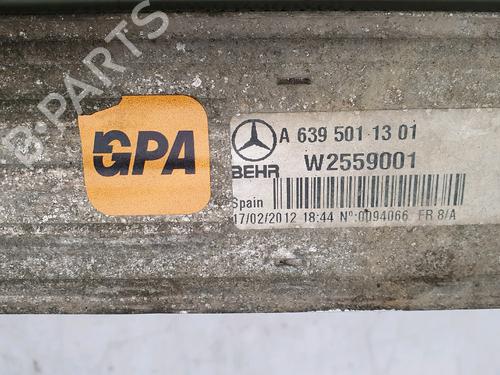 B-PARTS
GPA
A 639 501 13 01
BEHR
W2559001
Spain
17/02/2012 18:44 Nº:0094066 FR 8/A